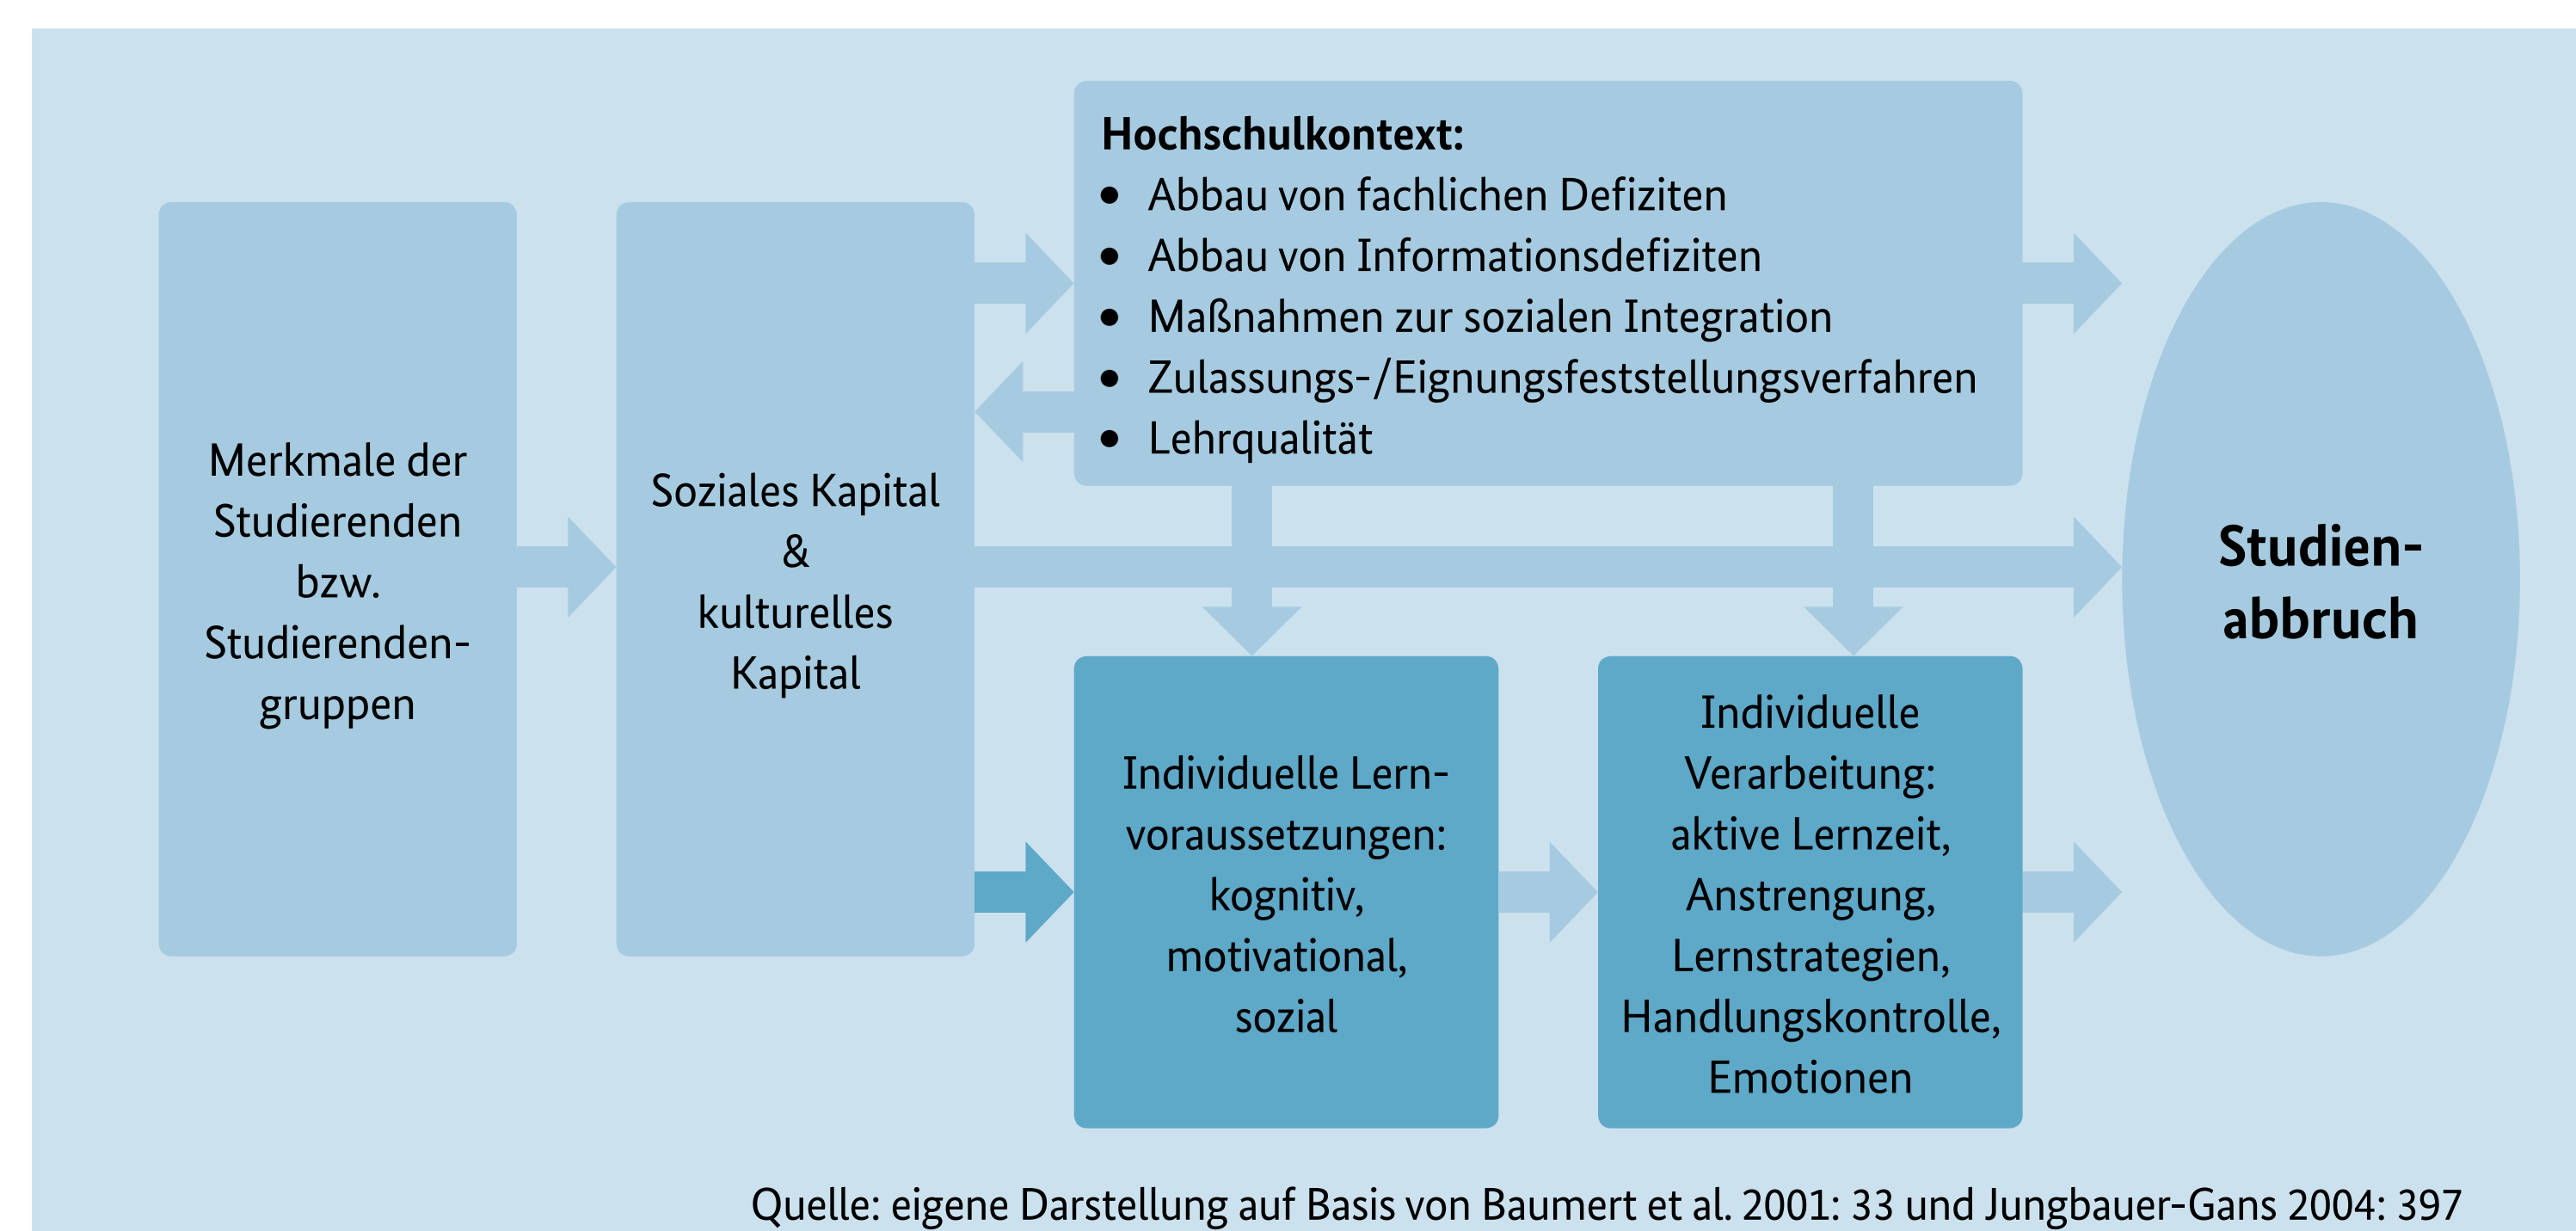 Merkmale der
Studierenden
bzw.
Studierenden-
gruppen
Soziales Kapital
&
kulturelles
Kapital
Hochschulkontext:
• Abbau von fachlichen Defiziten
• Abbau von Informationsdefiziten
• Maßnahmen zur sozialen Integration
• Zulassungs-/Eignungsfeststellungsverfahren
• Lehrqualität
Individuelle Lern-
voraussetzungen:
kognitiv,
motivational,
sozial
Individuelle
Verarbeitung:
aktive Lernzeit,
Anstrengung,
Lernstrategien,
Handlungskontrolle,
Emotionen
Studien-
abbruch
Quelle: eigene Darstellung auf Basis von Baumert et al. 2001: 33 und Jungbauer-Gans 2004: 397